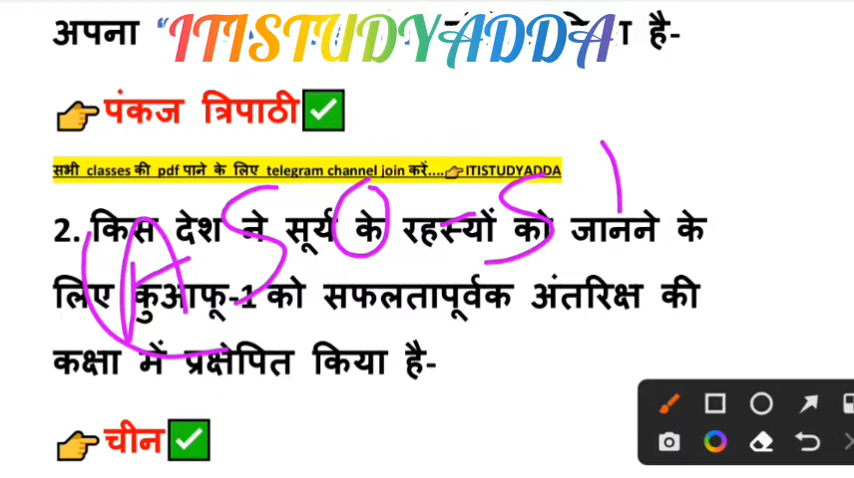 अपना " ITISTUDYADDA है-
👉पंकज त्रिपाठी✅
सभी classes की pdf पाने के लिए telegram channel join करें....👉ITISTUDYADDA
2. किस देश ने सूर्य के रहस्यों को जानने के
लिए कुआफू-1 को सफलतापूर्वक अंतरिक्ष की
कक्षा में प्रक्षेपित किया है-
👉चीन✅
ASO-S